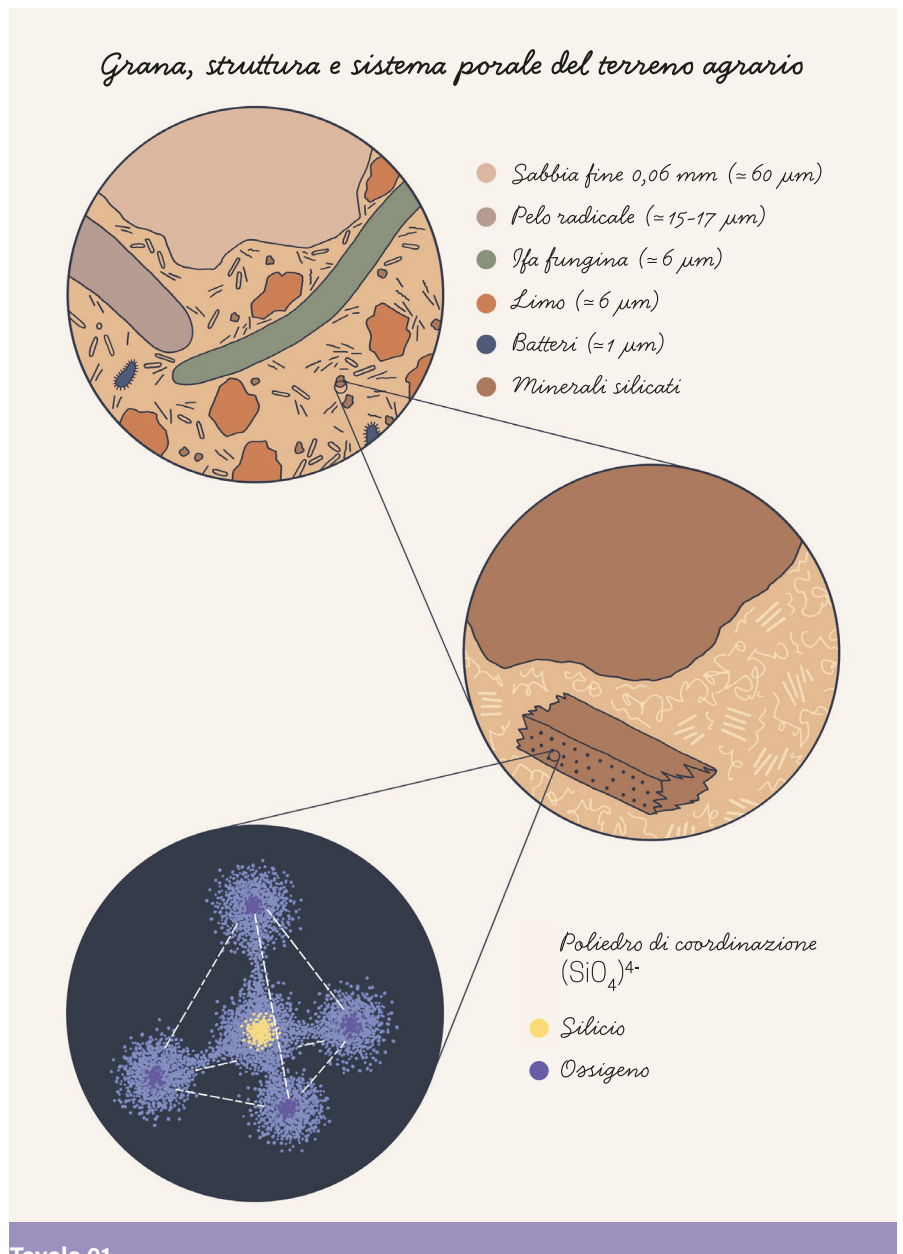 Grana, struttura e sistema porale del terreno agrario
Sabbia fine 0,06 mm (≃ 60 µm)
Pelo radicale (≃ 15-17 µm)
Ifa fungina (≃ 6 µm)
Limo (≃ 6 µm)
Batteri (≃ 1 µm)
Minerali silicati
Poliedro di coordinazione
(SiO₄)⁴⁻
Silicio
Ossigeno
Tavola 01